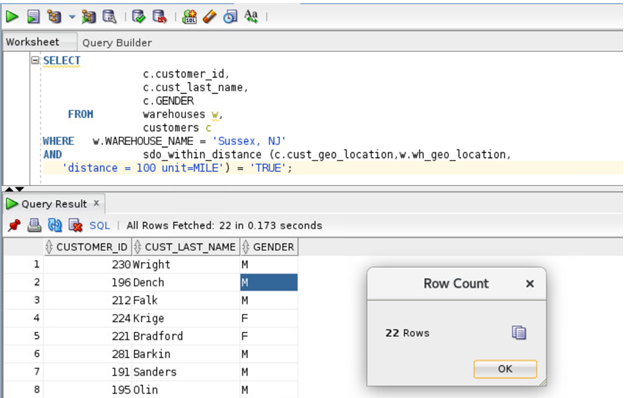 Worksheet Query Builder
SELECT
c.customer_id,
c.cust_last_name,
c.GENDER
FROM warehouses w,
customers c
WHERE w.WAREHOUSE_NAME = 'Sussex, NJ'
AND sdo_within_distance (c.cust_geo_location,w.wh_geo_location,
'distance = 100 unit=MILE') = 'TRUE';
Query Result x
SQL | All Rows Fetched: 22 in 0.173 seconds
CUSTOMER_ID CUST_LAST_NAME GENDER
1 230 Wright M
2 196 Dench M
3 212 Falk M
4 224 Krige F
5 221 Bradford F
6 281 Barkin M
7 191 Sanders M
8 195 Olin M
Row Count ×
22 Rows
OK